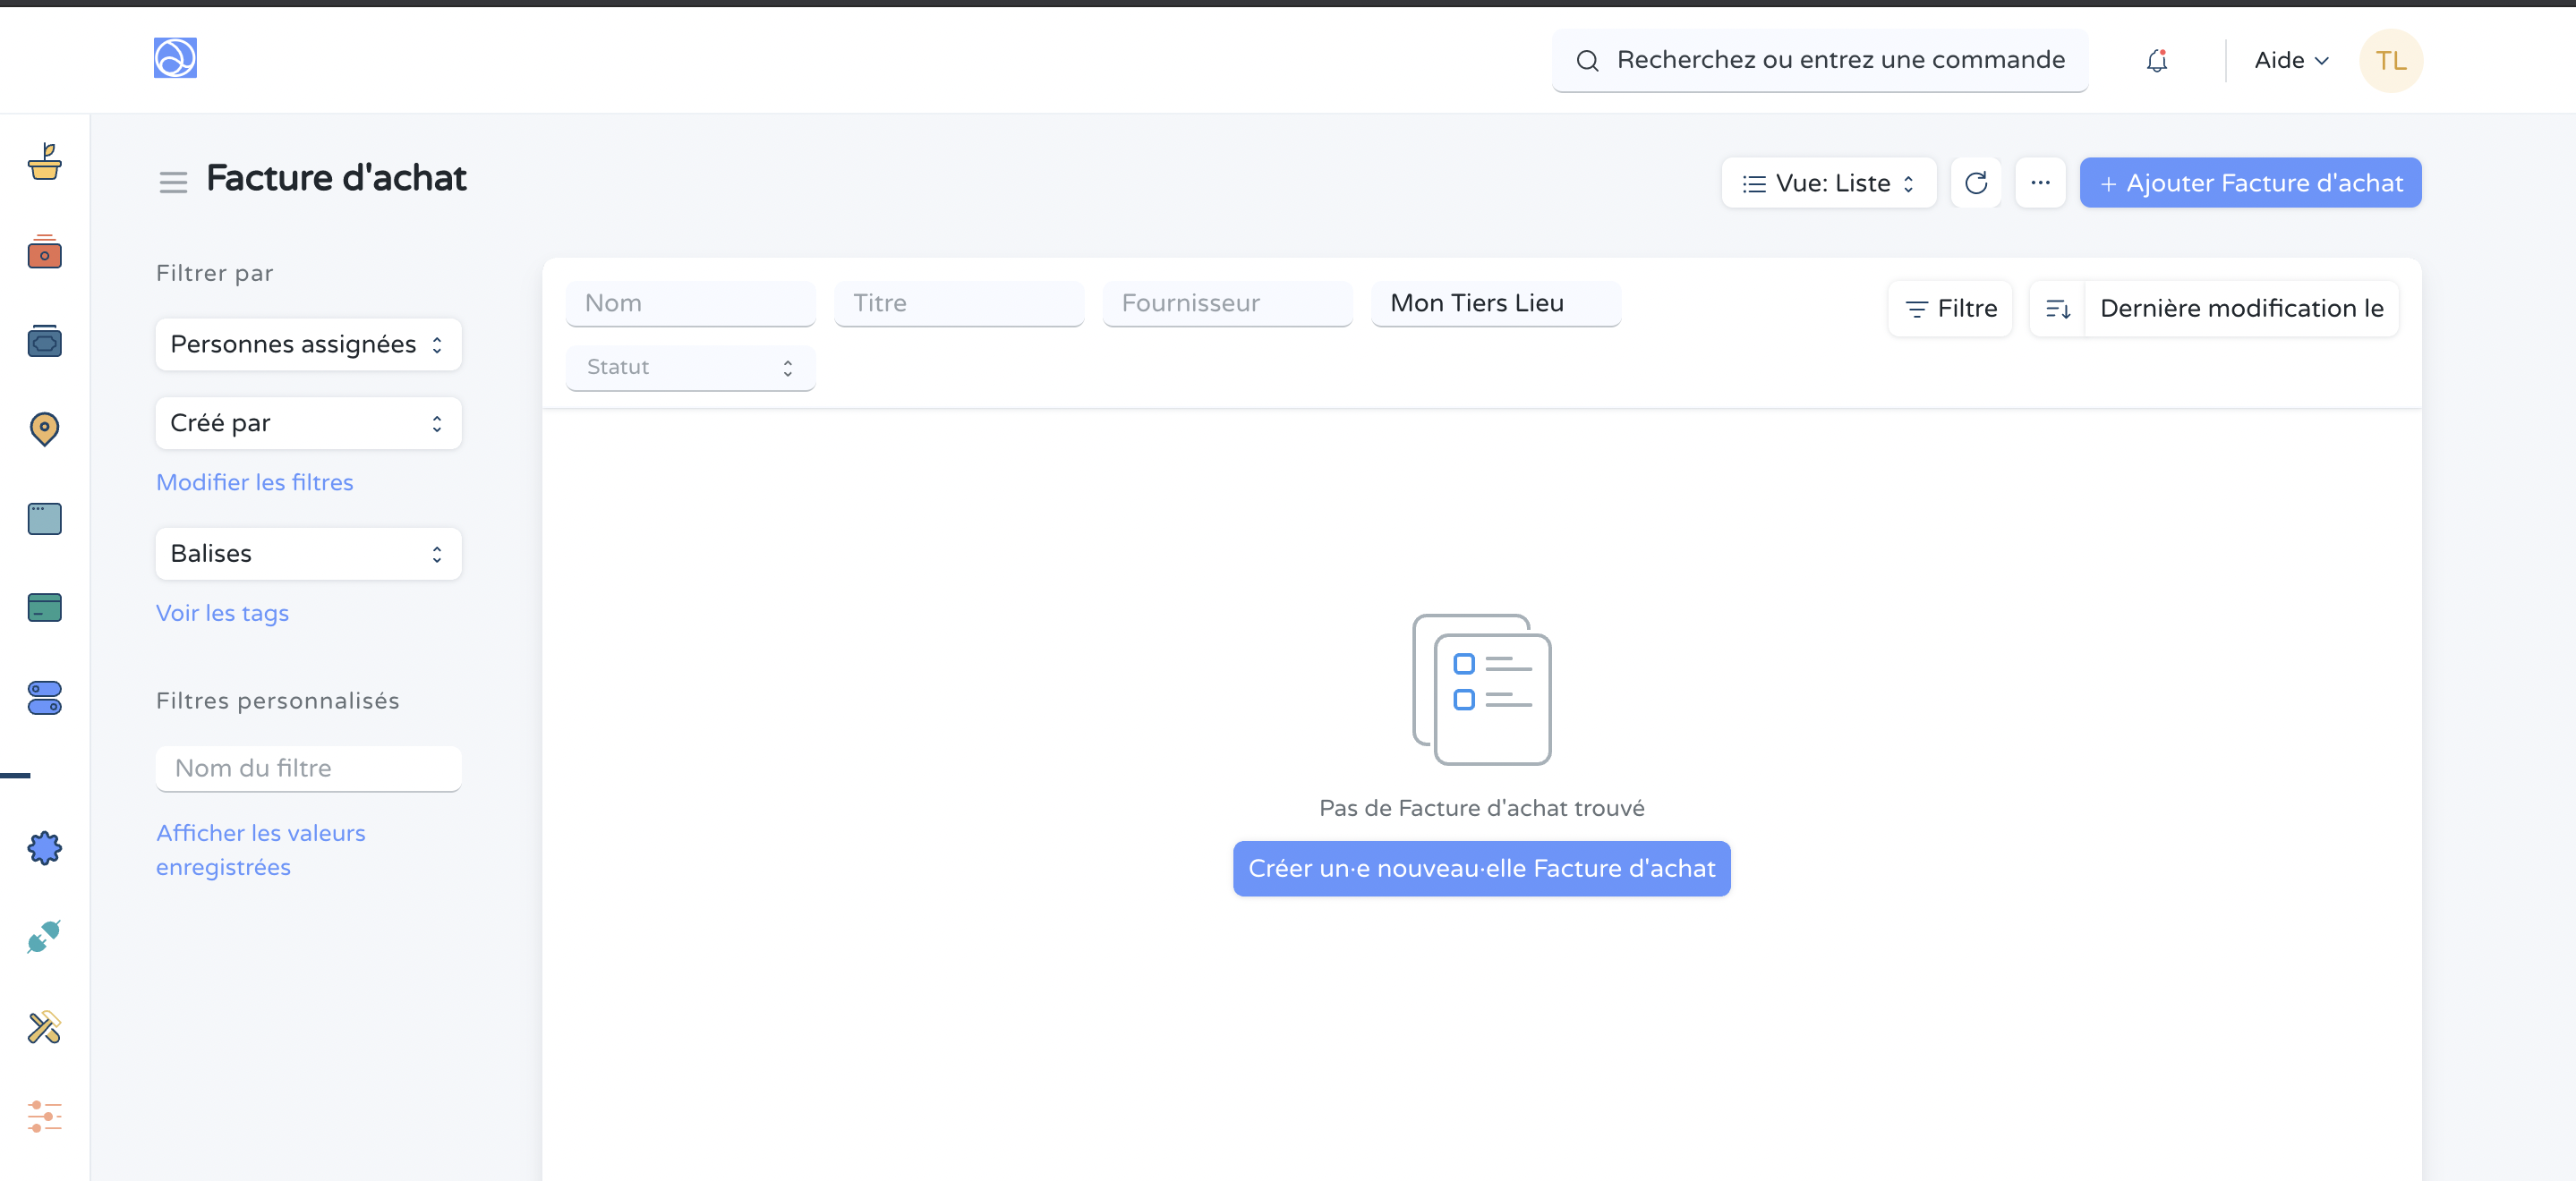 Recherchez ou entrez une commande
Aide
TL
Facture d'achat
Vue: Liste
+ Ajouter Facture d'achat
Filtrer par
Personnes assignées
Créé par
Modifier les filtres
Balises
Voir les tags
Filtres personnalisés
Nom du filtre
Afficher les valeurs
enregistrées
Nom
Titre
Fournisseur
Mon Tiers Lieu
Filtre
Dernière modification le
Statut
Pas de Facture d'achat trouvé
Créer un·e nouveau·elle Facture d'achat